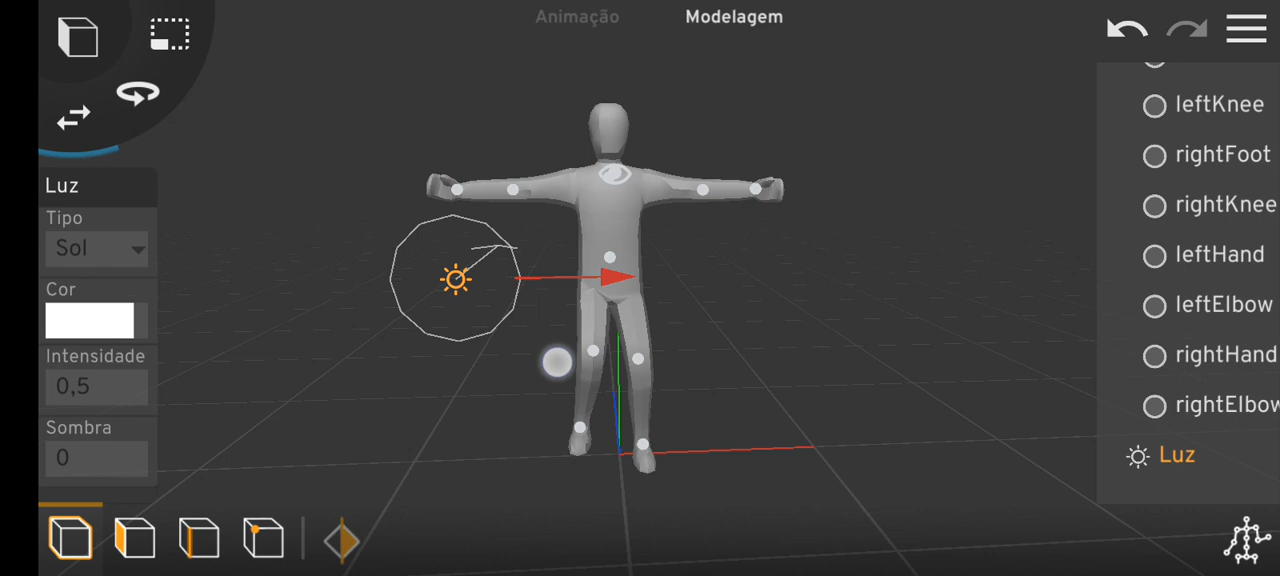 Animação
Modelagem
Luz
Tipo
Sol
Cor
Intensidade
0,5
Sombra
0
leftKnee
rightFoot
rightKnee
leftHand
leftElbow
rightHand
rightElbow
Luz